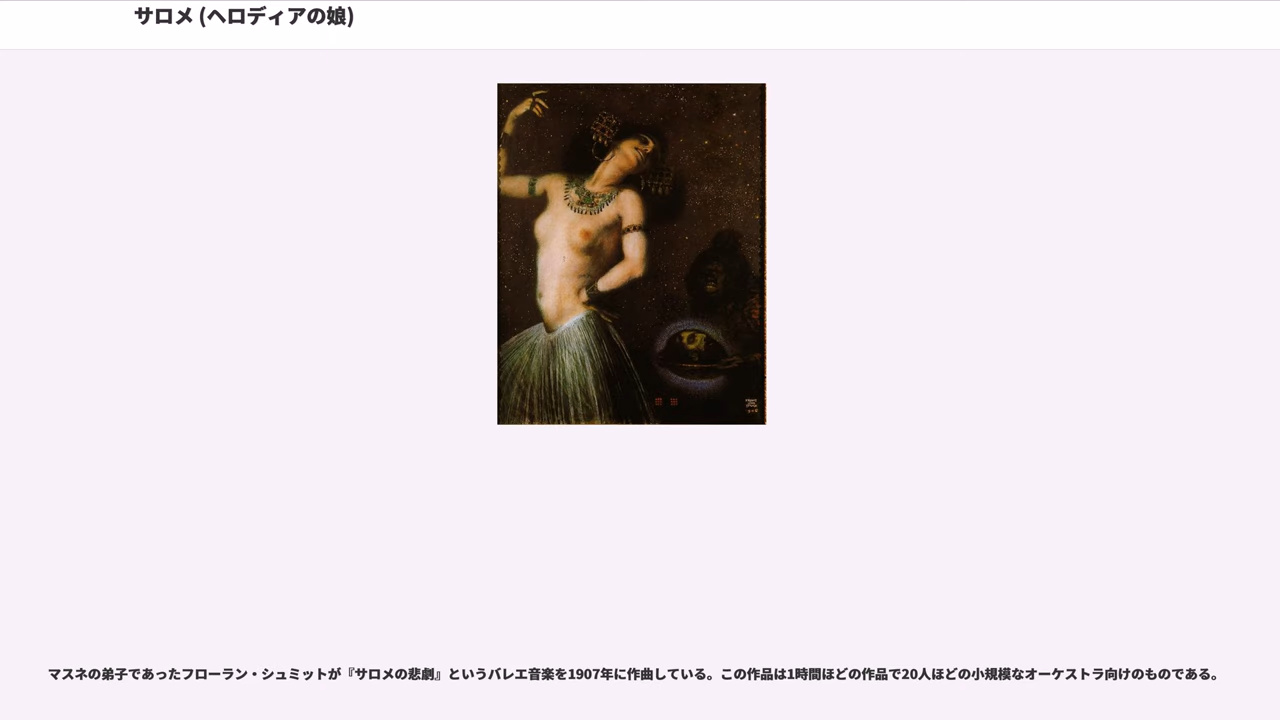 サロメ (ヘロディアの娘)
マスネの弟子であったフローラン・シュミットが『サロメの悲劇』というバレエ音楽を1907年に作曲している。この作品は1時間ほどの作品で20人ほどの小規模なオーケストラ向けのものである。